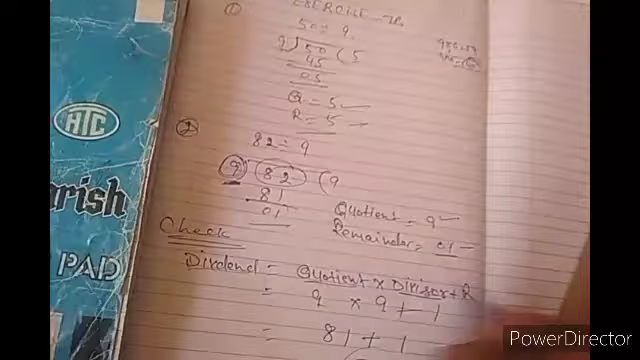 HTC
rish
PAD
①
EXERCISE
50 ÷ 9
9) 50 ( 5
45
05
Q = 5
R = 5
②
82 ÷ 9
9) 82 ( 9
81
01
Quotient = 9
Remainder = 01
Check
Dividend = Quotient x Divisor + R
= 9 x 9 + 1
= 81 + 1
PowerDirector